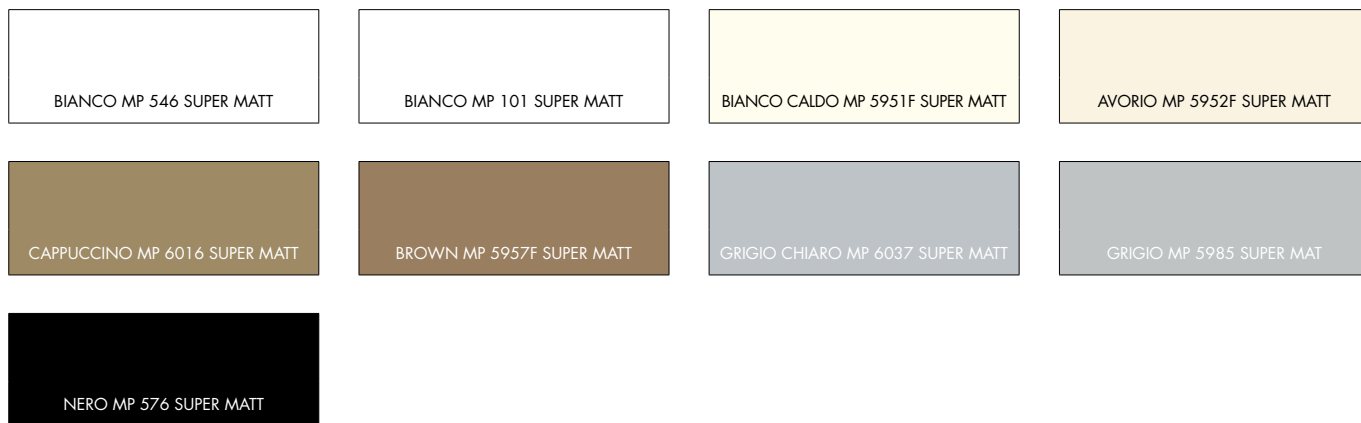 BIANCO MP 546 SUPER MATT
BIANCO MP 101 SUPER MATT
BIANCO CALDO MP 5951F SUPER MATT
AVORIO MP 5952F SUPER MATT
CAPPUCCINO MP 6016 SUPER MATT
BROWN MP 5957F SUPER MATT
GRIGIO CHIARO MP 6037 SUPER MATT
GRIGIO MP 5985 SUPER MAT
NERO MP 576 SUPER MATT